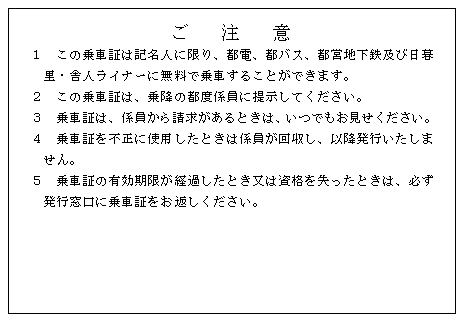 ご　注　意
1　この乗車証は記名人に限り、都電、都バス、都営地下鉄及び日暮
里・舎人ライナーに無料で乗車することができます。
2　この乗車証は、乗降の都度係員に提示してください。
3　乗車証は、係員から請求があるときは、いつでもお見せください。
4　乗車証を不正に使用したときは係員が回収し、以降発行いたしま
せん。
5　乗車証の有効期限が経過したとき又は資格を失ったときは、必ず
発行窓口に乗車証をお返しください。